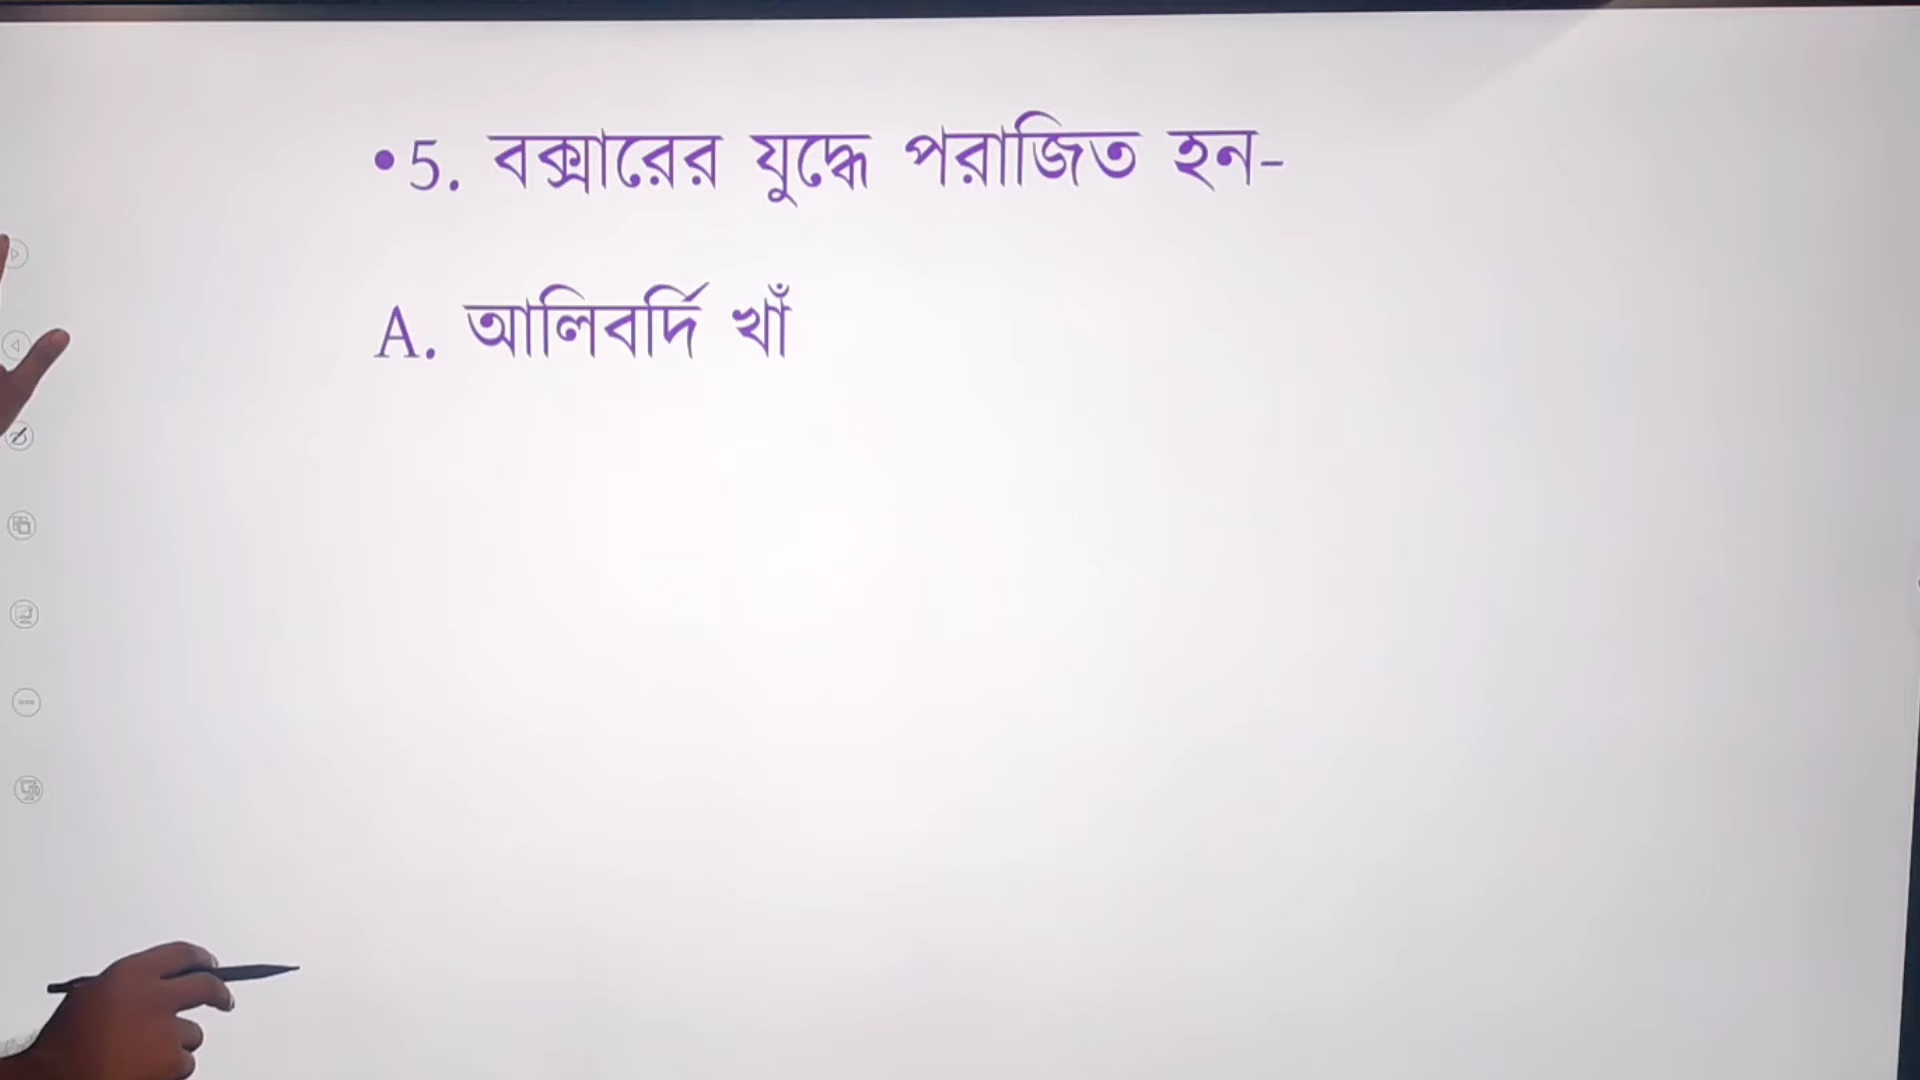 •5. বক্সারের যুদ্ধে পরাজিত হন-
A. আলিবর্দি খাঁ